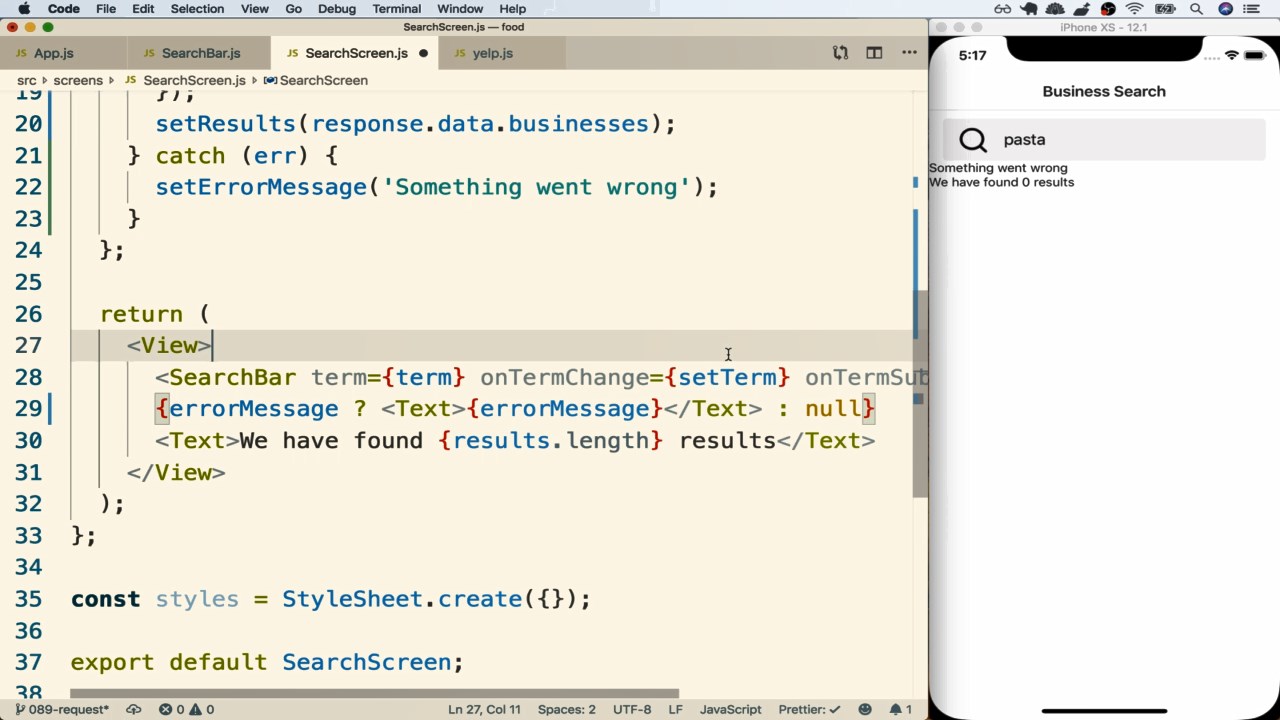 Code File Edit Selection View Go Debug Terminal Window Help
SearchScreen.js — food
iPhone XS - 12.1
JS App.js JS SearchBar.js JS SearchScreen.js JS yelp.js
src screens JS SearchScreen.js SearchScreen
19 });
20 setResults(response.data.businesses);
21 } catch (err) {
22 setErrorMessage('Something went wrong');
23 }
24 };
25
26 return (
27 <View>
28 <SearchBar term={term} onTermChange={setTerm} onTermSub
29 {errorMessage ? <Text>{errorMessage}</Text> : null}
30 <Text>We have found {results.length} results</Text>
31 </View>
32 );
33 };
34
35 const styles = StyleSheet.create({});
36
37 export default SearchScreen;
38
089-request* 0 0 Ln 27, Col 11 Spaces: 2 UTF-8 LF JavaScript Prettier: ✓ 1
5:17
Business Search
pasta
Something went wrong
We have found 0 results